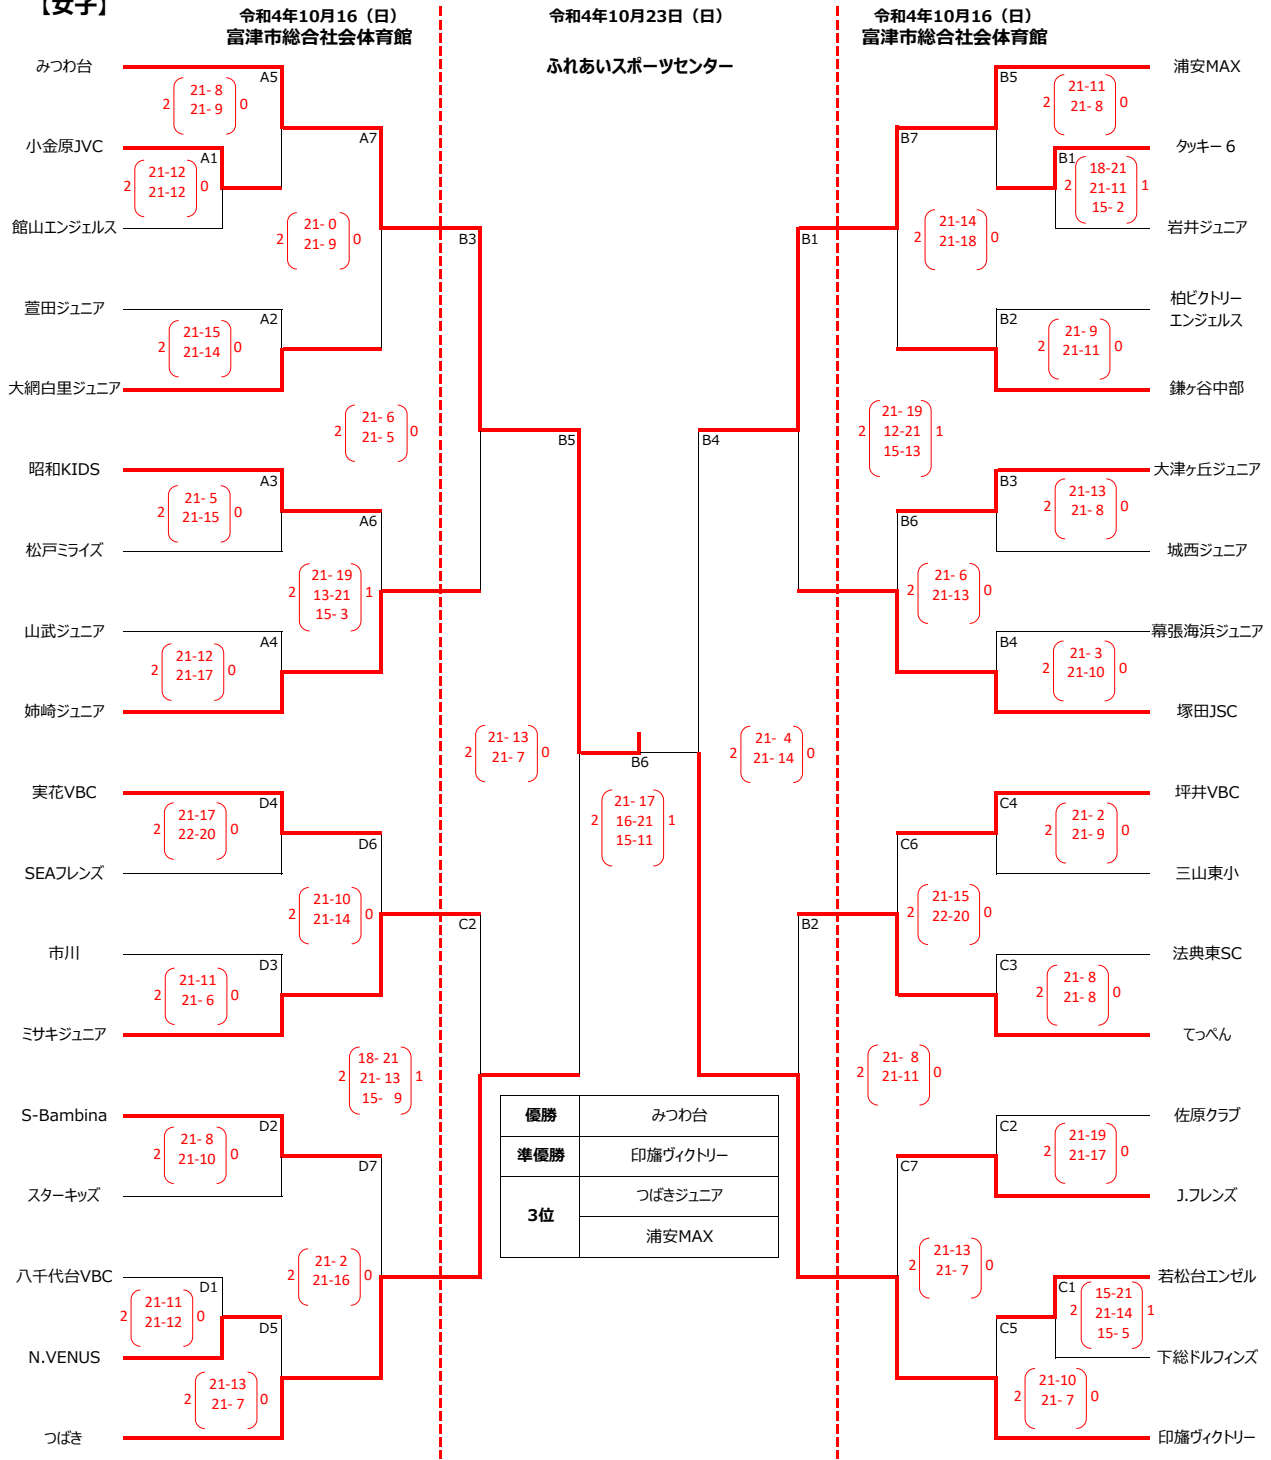 【女子】
令和4年10月16（日）
富津市総合社会体育館
令和4年10月23日（日）
ふれあいスポーツセンター
令和4年10月16（日）
富津市総合社会体育館
みつわ台
A5
2 21- 8 0
21- 9
小金原JVC
A1
2 21-12 0
21-12
館山エンジェルス
A7
2 21- 0 0
21- 9
萱田ジュニア
A2
2 21-15 0
21-14
大網白里ジュニア
B3
2 21- 6 0
21- 5
昭和KIDS
A3
2 21- 5 0
21-15
松戸ミライズ
A6
2 21- 19 1
13-21
15- 3
山武ジュニア
A4
2 21-12 0
21-17
姉崎ジュニア
B5
2 21- 13 0
21- 7
実花VBC
D4
2 21-17 0
22-20
SEAフレンズ
D6
2 21-10 0
21-14
市川
D3
2 21-11 0
21- 6
ミサキジュニア
C2
2 18- 21 1
21- 13
15- 9
S-Bambina
D2
2 21- 8 0
21-10
スターキッズ
D7
2 21- 2 0
21-16
八千代台VBC
D1
2 21-11 0
21-12
N.VENUS
D5
2 21-13 0
21- 7
つばき
B6
2 21- 17 1
16-21
15-11
優勝 みつわ台
準優勝 印旛ヴィクトリー
3位 つばきジュニア
浦安MAX
浦安MAX
B5
2 21-11 0
21- 8
タッキー６
B1
2 18-21 1
21-11
15- 2
岩井ジュニア
B7
2 21-14 0
21-18
柏ビクトリー
エンジェルス
B2
2 21- 9 0
21-11
鎌ヶ谷中部
B1
2 21- 19 1
12-21
15-13
大津ヶ丘ジュニア
B3
2 21-13 0
21- 8
城西ジュニア
B6
2 21- 6 0
21-13
幕張海浜ジュニア
B4
2 21- 3 0
21-10
塚田JSC
B4
2 21- 4 0
21- 14
坪井VBC
C4
2 21- 2 0
21- 9
三山東小
C6
2 21-15 0
22-20
法典東SC
C3
2 21- 8 0
21- 8
てっぺん
B2
2 21- 8 0
21-11
佐原クラブ
C2
2 21-19 0
21-17
J.フレンズ
C7
2 21-13 0
21- 7
若松台エンゼル
C1
2 15-21 1
21-14
15- 5
下総ドルフィンズ
C5
2 21-10 0
21- 7
印旛ヴィクトリー